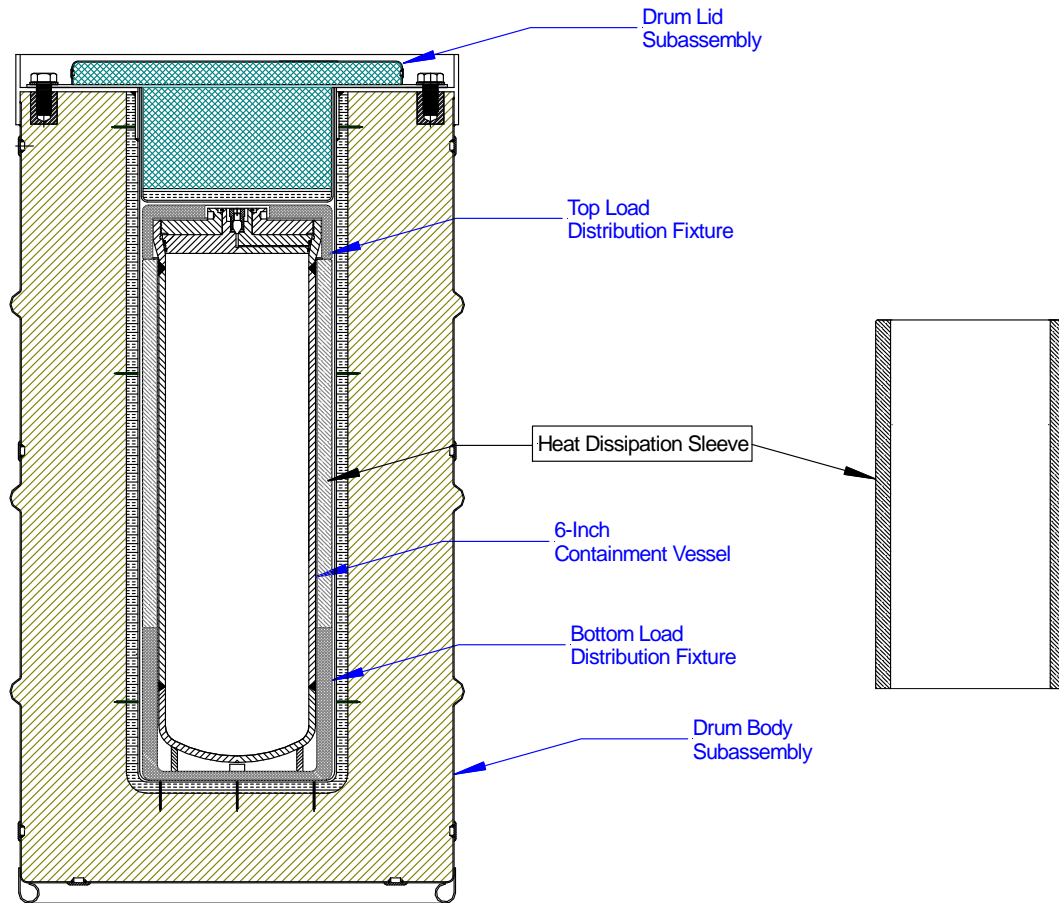 Drum Lid
Subassembly
Top Load
Distribution Fixture
Heat Dissipation Sleeve
6-Inch
Containment Vessel
Bottom Load
Distribution Fixture
Drum Body
Subassembly